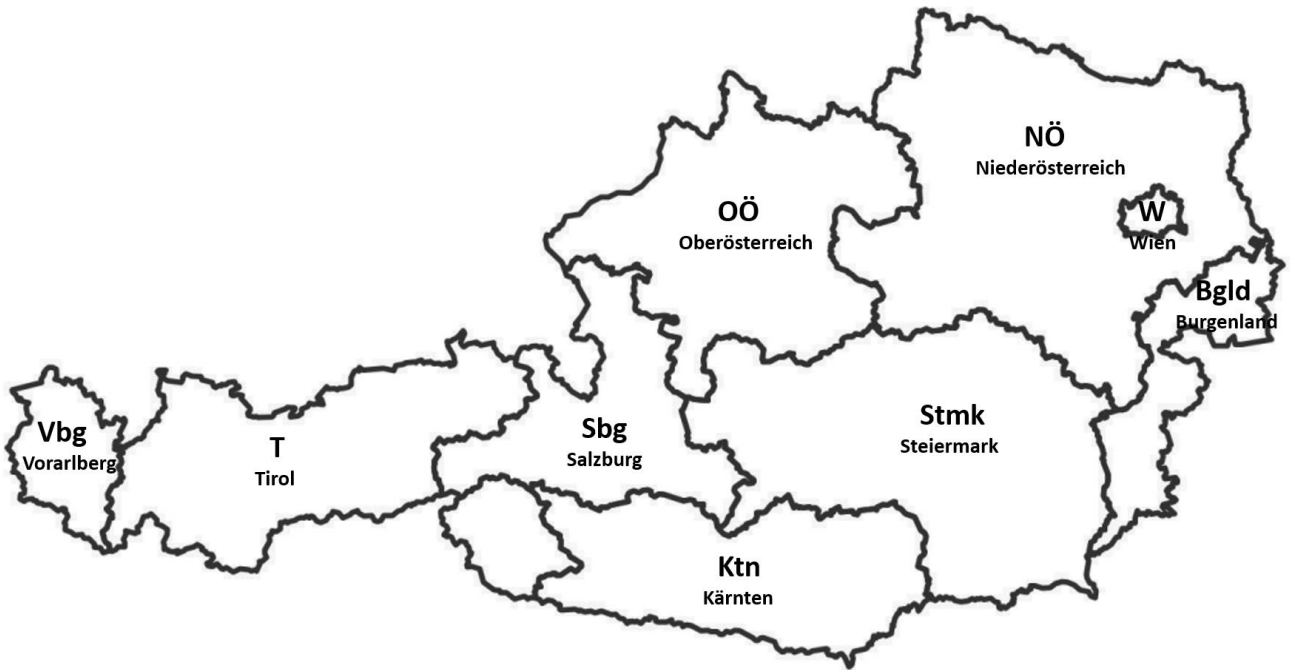 NÖ
Niederösterreich
W
Wien
OÖ
Oberösterreich
Bgld
Burgenland
Stmk
Steiermark
Sbg
Salzburg
Vbg
Vorarlberg
T
Tirol
Ktn
Kärnten